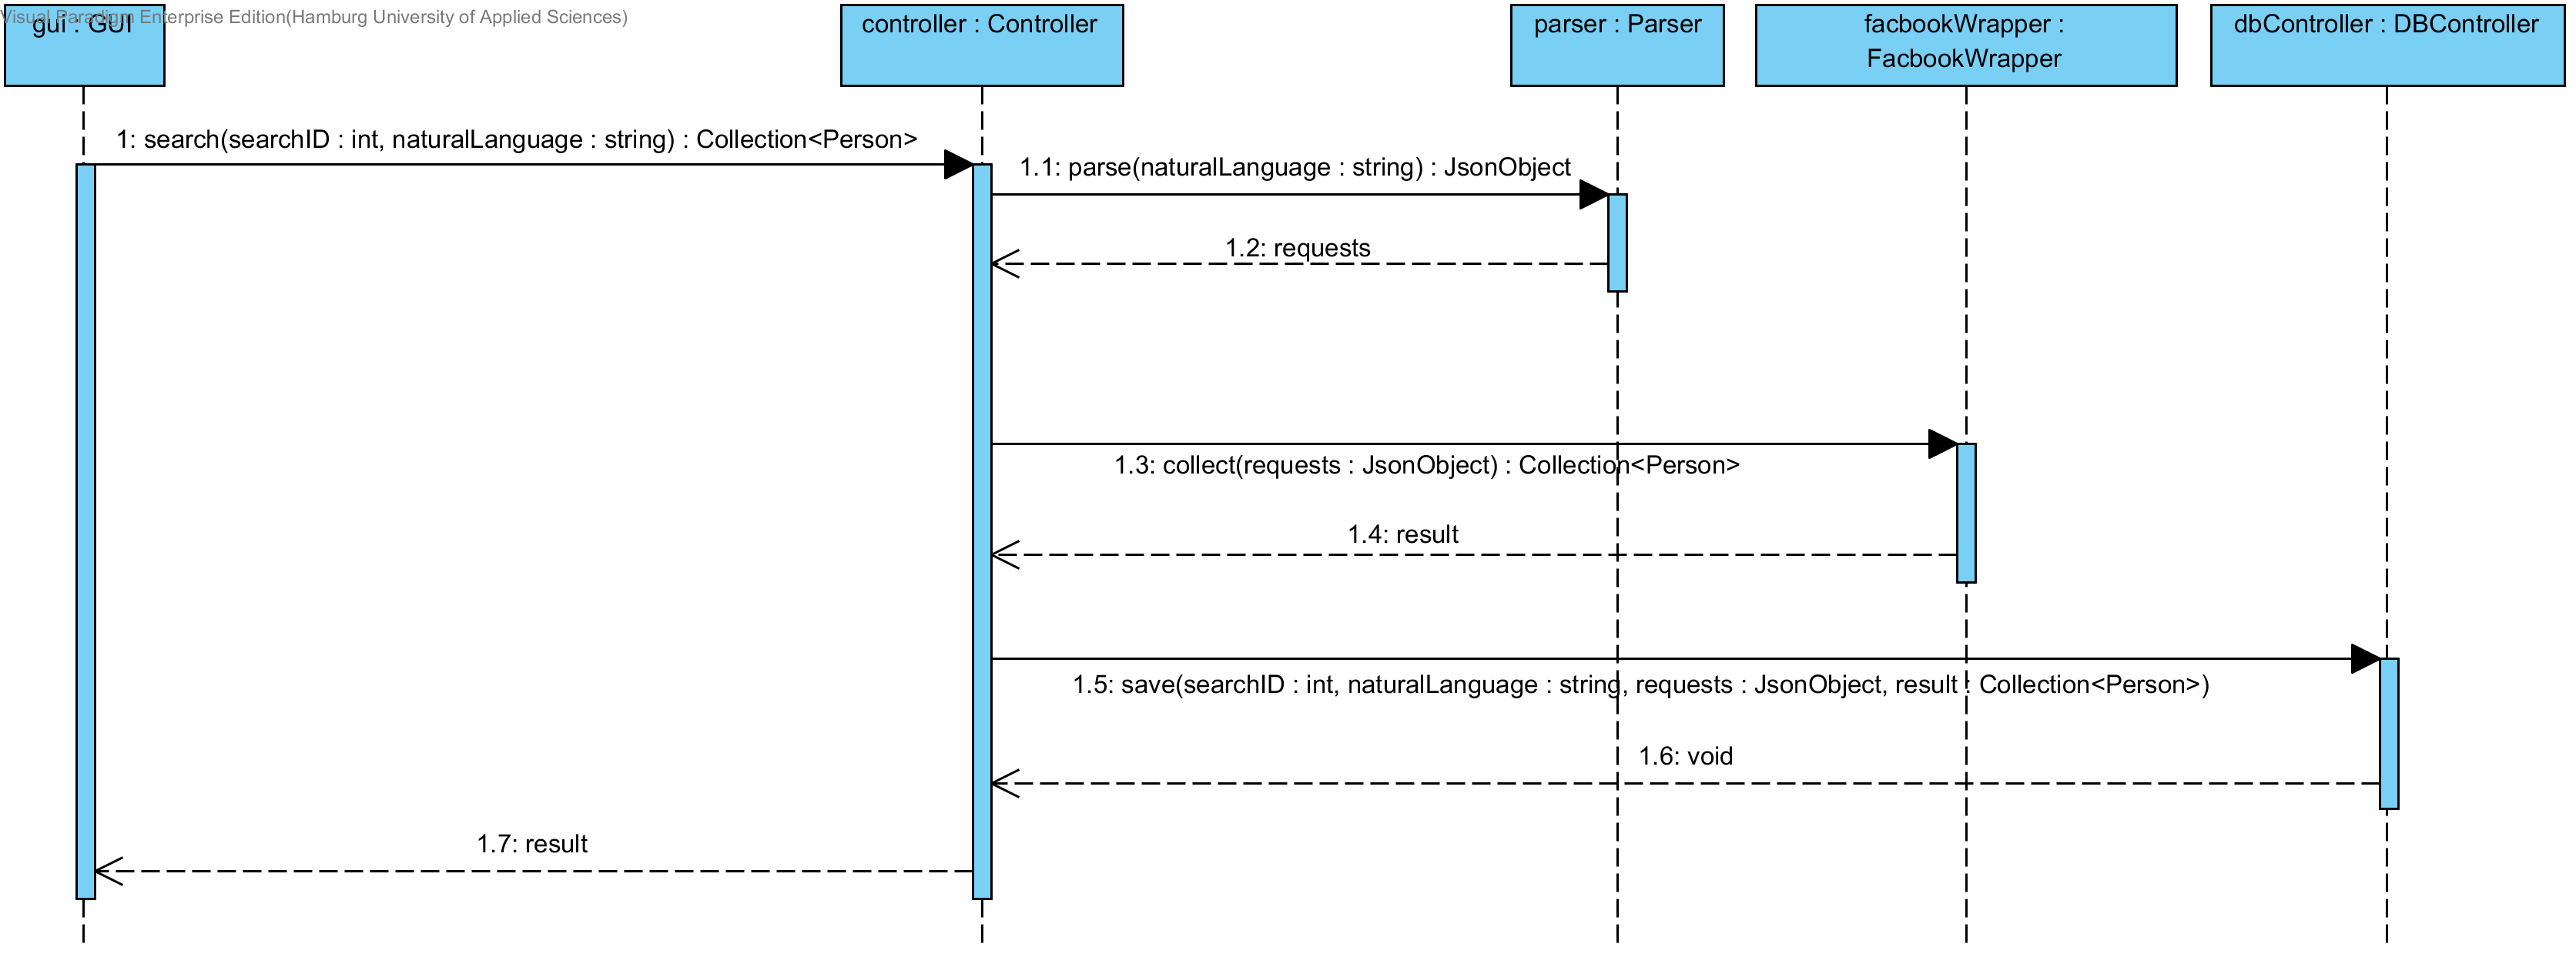 Visual Paradigm Enterprise Edition(Hamburg University of Applied Sciences)
gui : GUI
controller : Controller
parser : Parser
facbookWrapper :
FacbookWrapper
dbController : DBController
1: search(searchID : int, naturalLanguage : string) : Collection<Person>
1.1: parse(naturalLanguage : string) : JsonObject
1.2: requests
1.3: collect(requests : JsonObject) : Collection<Person>
1.4: result
1.5: save(searchID : int, naturalLanguage : string, requests : JsonObject, result : Collection<Person>)
1.6: void
1.7: result